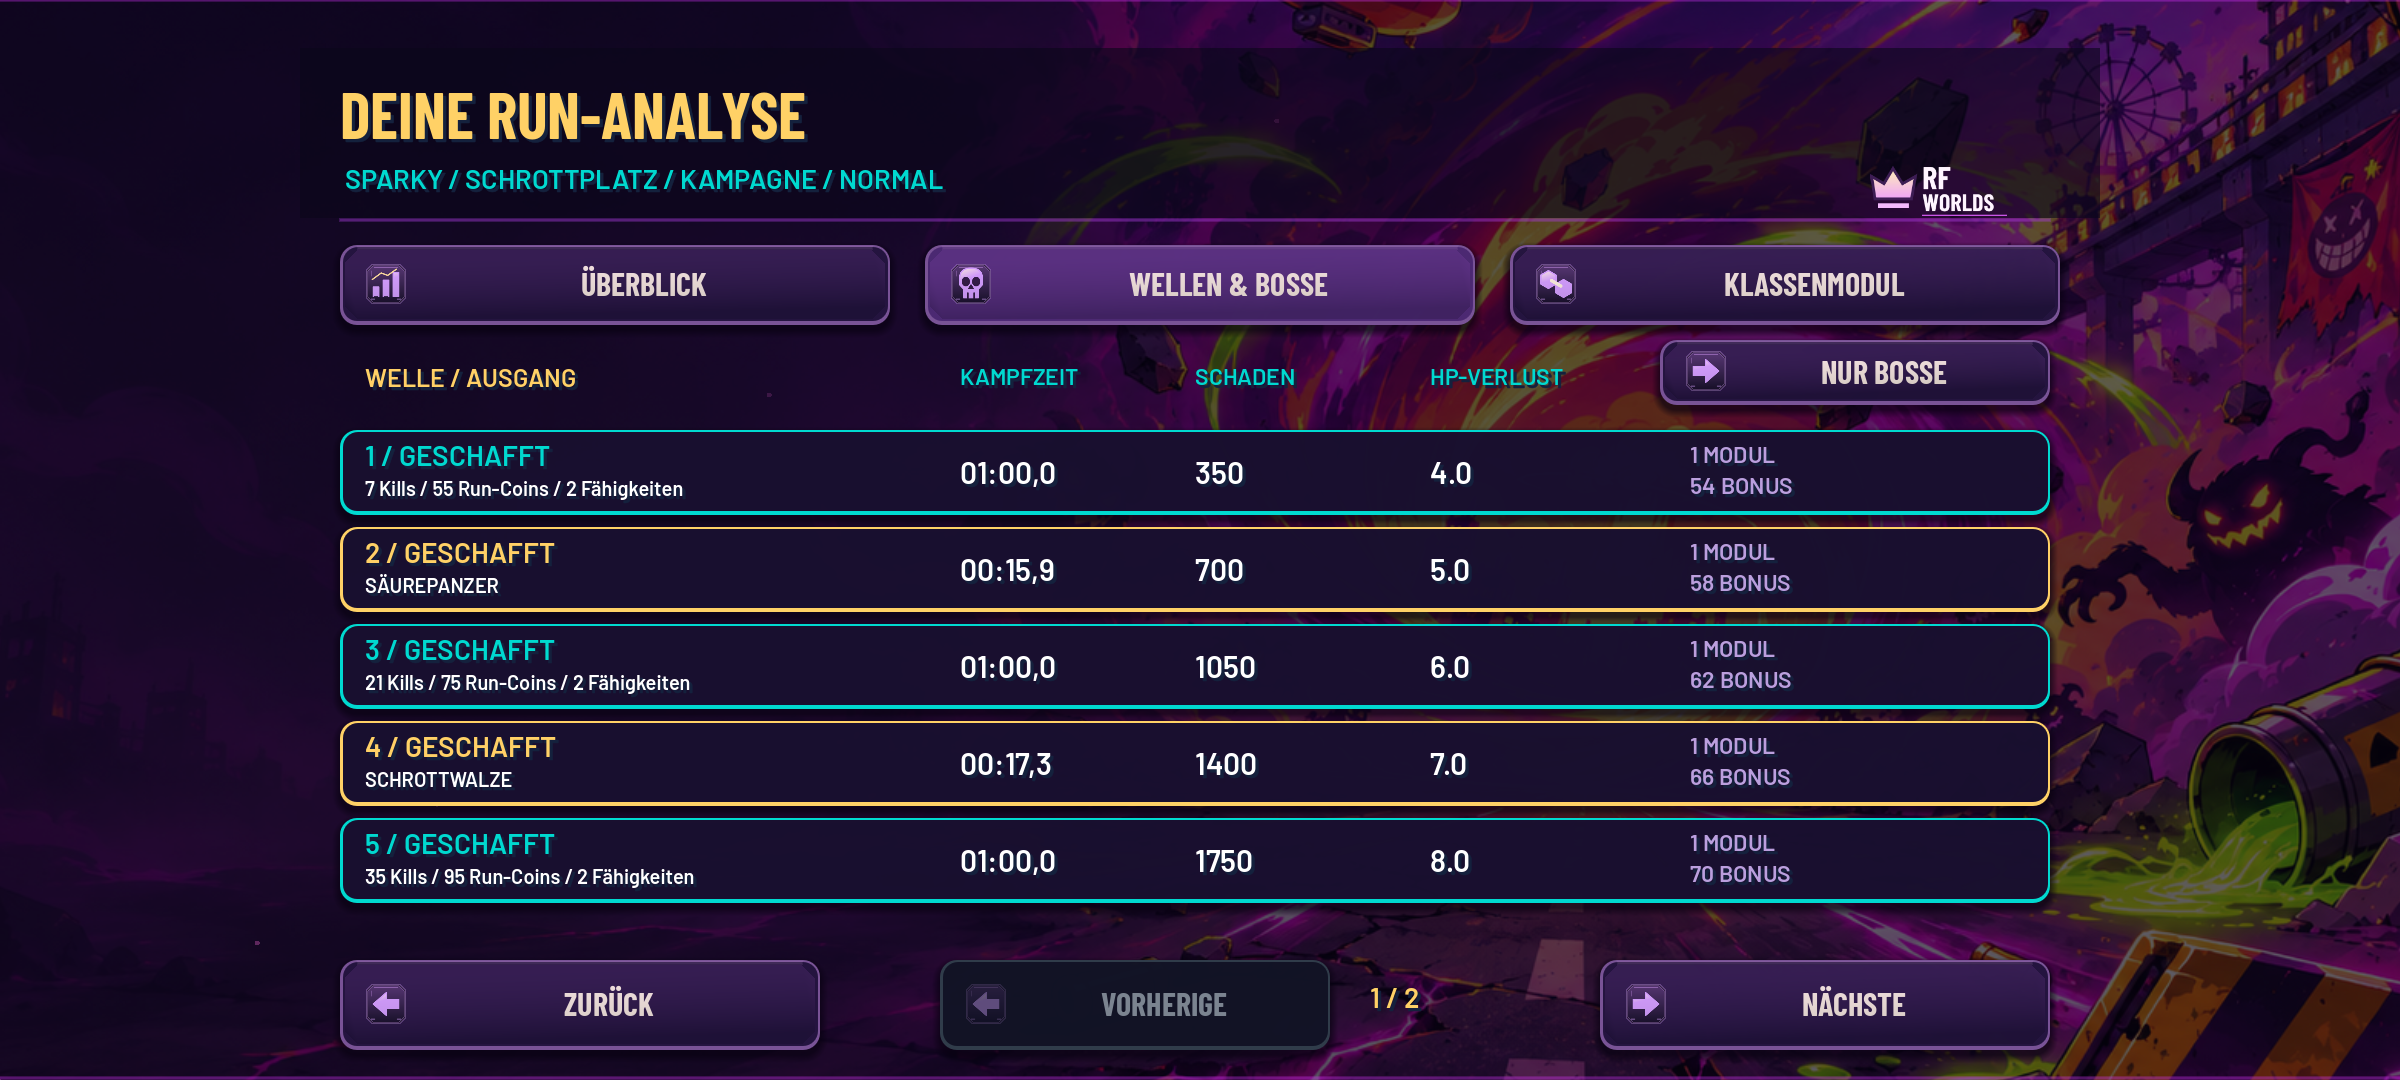 DEINE RUN-ANALYSE
SPARKY / SCHROTTPLATZ / KAMPAGNE / NORMAL
RF
WORLDS
ÜBERBLICK
WELLEN & BOSSE
KLASSENMODUL
WELLE / AUSGANG
KAMPFZEIT
SCHADEN
HP-VERLUST
NUR BOSSE
1 / GESCHAFFT
7 Kills / 55 Run-Coins / 2 Fähigkeiten
01:00,0
350
4.0
1 MODUL
54 BONUS
2 / GESCHAFFT
SÄUREPANZER
00:15,9
700
5.0
1 MODUL
58 BONUS
3 / GESCHAFFT
21 Kills / 75 Run-Coins / 2 Fähigkeiten
01:00,0
1050
6.0
1 MODUL
62 BONUS
4 / GESCHAFFT
SCHROTTWALZE
00:17,3
1400
7.0
1 MODUL
66 BONUS
5 / GESCHAFFT
35 Kills / 95 Run-Coins / 2 Fähigkeiten
01:00,0
1750
8.0
1 MODUL
70 BONUS
ZURÜCK
VORHERIGE
1 / 2
NÄCHSTE